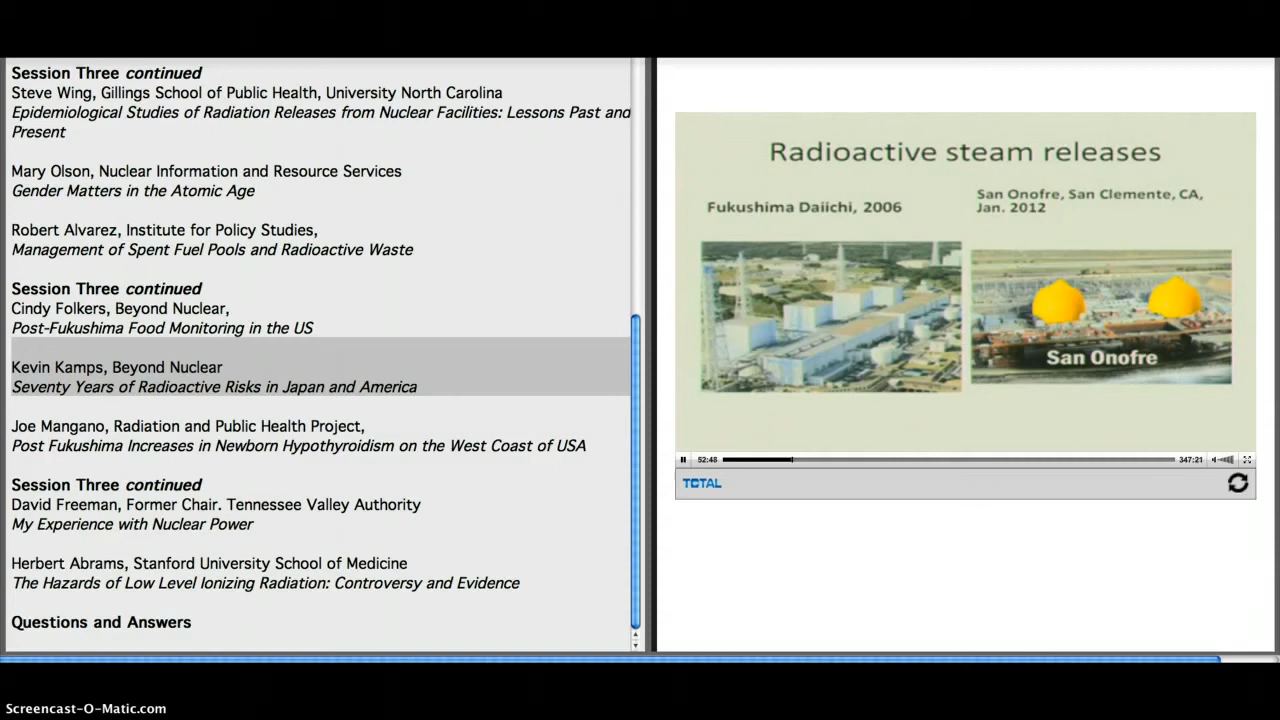 Session Three continued
Steve Wing, Gillings School of Public Health, University North Carolina
Epidemiological Studies of Radiation Releases from Nuclear Facilities: Lessons Past and
Present
Mary Olson, Nuclear Information and Resource Services
Gender Matters in the Atomic Age
Robert Alvarez, Institute for Policy Studies,
Management of Spent Fuel Pools and Radioactive Waste
Session Three continued
Cindy Folkers, Beyond Nuclear,
Post-Fukushima Food Monitoring in the US
Kevin Kamps, Beyond Nuclear
Seventy Years of Radioactive Risks in Japan and America
Joe Mangano, Radiation and Public Health Project,
Post Fukushima Increases in Newborn Hypothyroidism on the West Coast of USA
Session Three continued
David Freeman, Former Chair. Tennessee Valley Authority
My Experience with Nuclear Power
Herbert Abrams, Stanford University School of Medicine
The Hazards of Low Level Ionizing Radiation: Controversy and Evidence
Questions and Answers
Radioactive steam releases
Fukushima Daiichi, 2006
San Onofre, San Clemente, CA,
Jan. 2012
San Onofre
52:48
347:21
TOTAL
Screencast-O-Matic.com